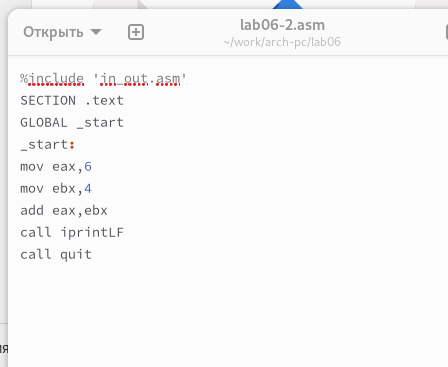 Открыть
lab06-2.asm
~/work/arch-pc/lab06
%include 'in_out.asm'
SECTION .text
GLOBAL _start
_start:
mov eax,6
mov ebx,4
add eax,ebx
call iprintLF
call quit